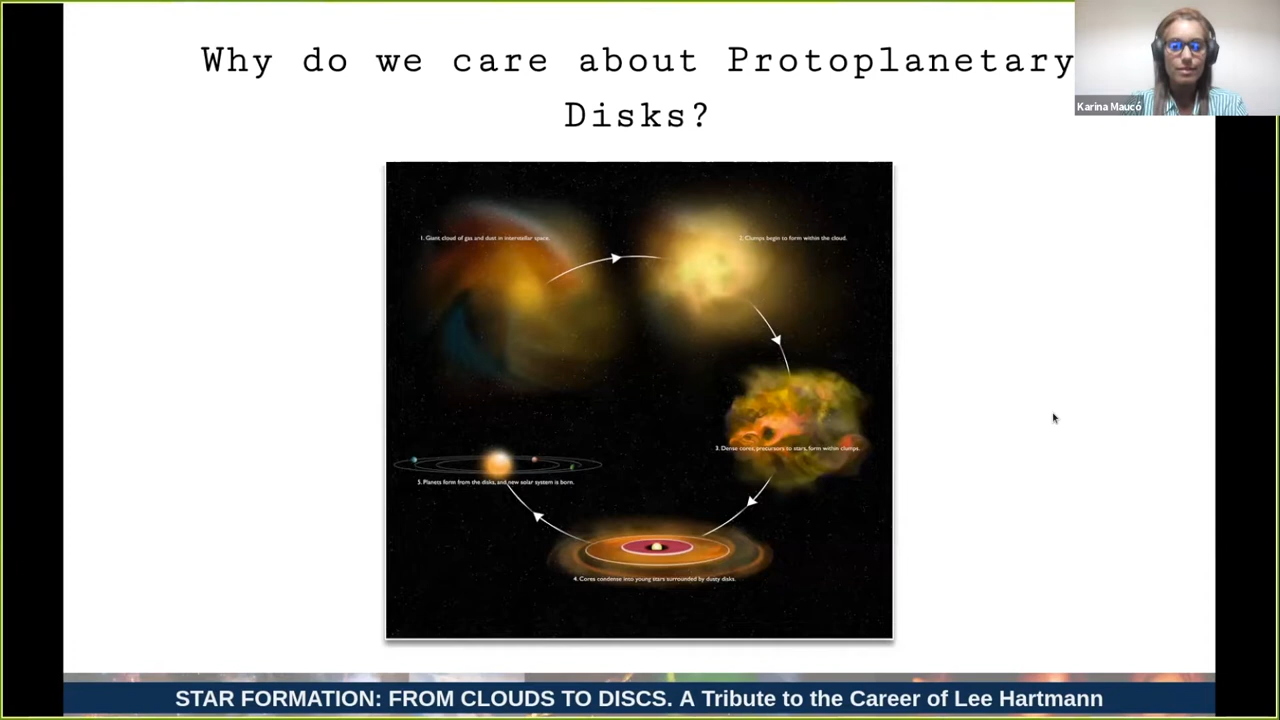 Why do we care about Protoplanetary
Disks?
Karina Maucó
1. Giant cloud of gas and dust in interstellar space.
2. Clumps begin to form within the cloud.
3. Dense cores, precursors to stars, form within clumps.
5. Planets form from the disks, and new solar system is born.
4. Cores condense into young stars surrounded by dusty disks.
STAR FORMATION: FROM CLOUDS TO DISCS. A Tribute to the Career of Lee Hartmann